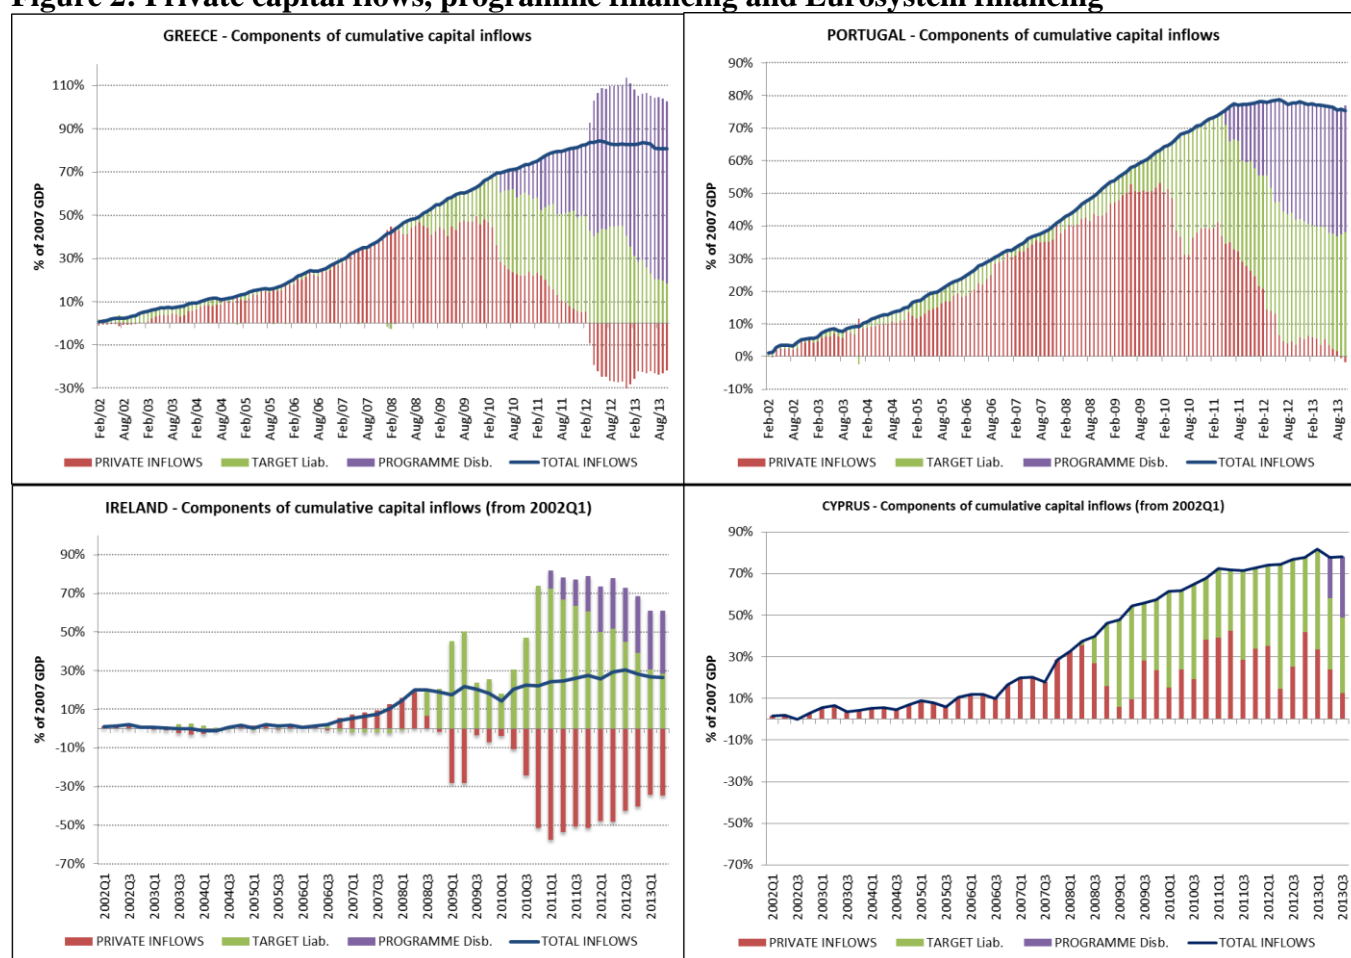 Figure 2: Private capital flows, programme financing and Eurosystem financing
GREECE - Components of cumulative capital inflows
% of 2007 GDP
110%
90%
70%
50%
30%
10%
-10%
-30%
Feb/02
Aug/02
Feb/03
Aug/03
Feb/04
Aug/04
Feb/05
Aug/05
Feb/06
Aug/06
Feb/07
Aug/07
Feb/08
Aug/08
Feb/09
Aug/09
Feb/10
Aug/10
Feb/11
Aug/11
Feb/12
Aug/12
Feb/13
Aug/13
PRIVATE INFLOWS TARGET Liab. PROGRAMME Disb. TOTAL INFLOWS
PORTUGAL - Components of cumulative capital inflows
% of 2007 GDP
90%
80%
70%
60%
50%
40%
30%
20%
10%
0%
-10%
Feb-02
Aug-02
Feb-03
Aug-03
Feb-04
Aug-04
Feb-05
Aug-05
Feb-06
Aug-06
Feb-07
Aug-07
Feb-08
Aug-08
Feb-09
Aug-09
Feb-10
Aug-10
Feb-11
Aug-11
Feb-12
Aug-12
Feb-13
Aug-13
PRIVATE INFLOWS TARGET Liab. PROGRAMME Disb. TOTAL INFLOWS
IRELAND - Components of cumulative capital inflows (from 2002Q1)
% of 2007 GDP
90%
70%
50%
30%
10%
-10%
-30%
-50%
-70%
2002Q1
2002Q3
2003Q1
2003Q3
2004Q1
2004Q3
2005Q1
2005Q3
2006Q1
2006Q3
2007Q1
2007Q3
2008Q1
2008Q3
2009Q1
2009Q3
2010Q1
2010Q3
2011Q1
2011Q3
2012Q1
2012Q3
2013Q1
PRIVATE INFLOWS TARGET Liab. PROGRAMME Disb. TOTAL INFLOWS
CYPRUS - Components of cumulative capital inflows (from 2002Q1)
% of 2007 GDP
90%
70%
50%
30%
10%
-10%
-30%
-50%
-70%
2002Q1
2002Q3
2003Q1
2003Q3
2004Q1
2004Q3
2005Q1
2005Q3
2006Q1
2006Q3
2007Q1
2007Q3
2008Q1
2008Q3
2009Q1
2009Q3
2010Q1
2010Q3
2011Q1
2011Q3
2012Q1
2012Q3
2013Q1
2013Q3
PRIVATE INFLOWS TARGET Liab. PROGRAMME Disb. TOTAL INFLOWS